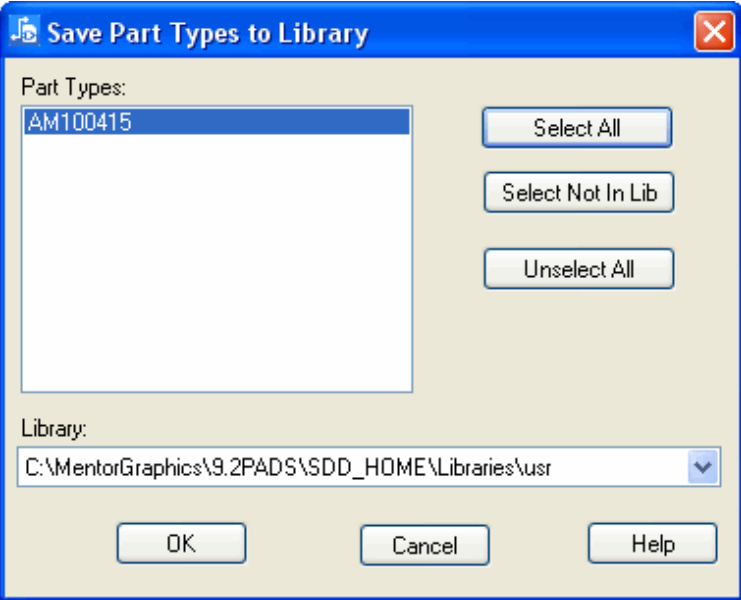 Save Part Types to Library
Part Types:
AM100415
Select All
Select Not In Lib
Unselect All
Library:
C:\MentorGraphics\9.2PADS\SDD_HOME\Libraries\usr
OK
Cancel
Help